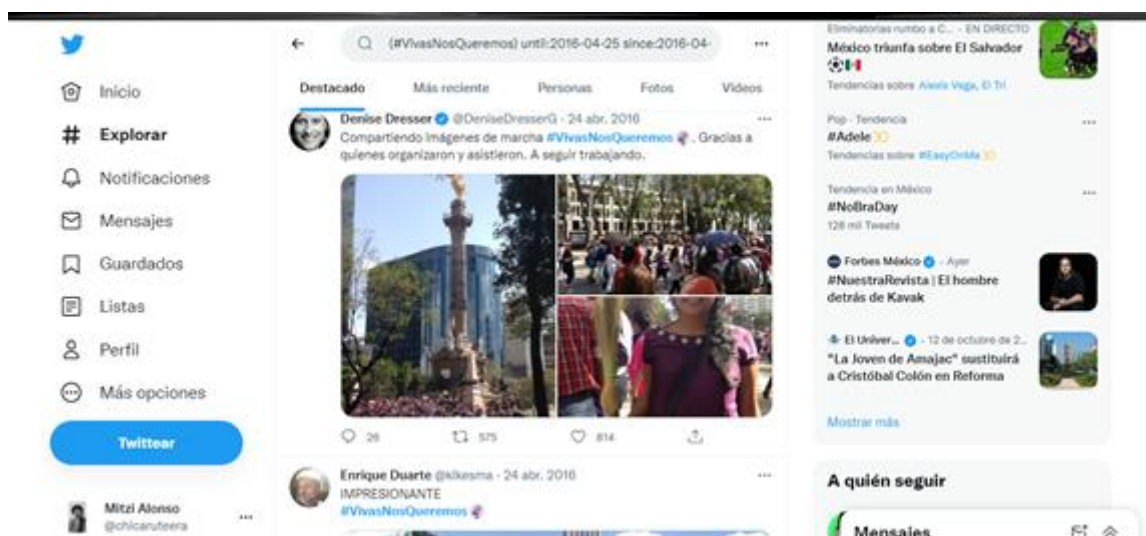 Inicio
Explorar
Notificaciones
Mensajes
Guardados
Listas
Perfil
Más opciones
Twittear
Mitzi Alonso
@chicaruteera
(#VivasNosQueremos) until:2016-04-25 since:2016-04-
Destacado Más reciente Personas Fotos Videos
Denise Dresser @DeniseDresserG · 24 abr. 2016
Compartiendo imágenes de marcha #VivasNosQueremos. Gracias a
quienes organizaron y asistieron. A seguir trabajando.
26 575 814
Enrique Duarte @kikesma · 24 abr. 2016
IMPRESIONANTE
#VivasNosQueremos
Eliminatorias rumbo a C... · EN DIRECTO
México triunfa sobre El Salvador
Tendencias sobre Alexis Vega, El Tri
Pop · Tendencia
#Adele
Tendencias sobre #EasyOnMe
Tendencia en México
#NoBraDay
128 mil Tweets
Forbes México · Ayer
#NuestraRevista | El hombre
detrás de Kavak
El Univer... · 12 de octubre de 2...
"La Joven de Amajac" sustituirá
a Cristóbal Colón en Reforma
Mostrar más
A quién seguir
Mensajes